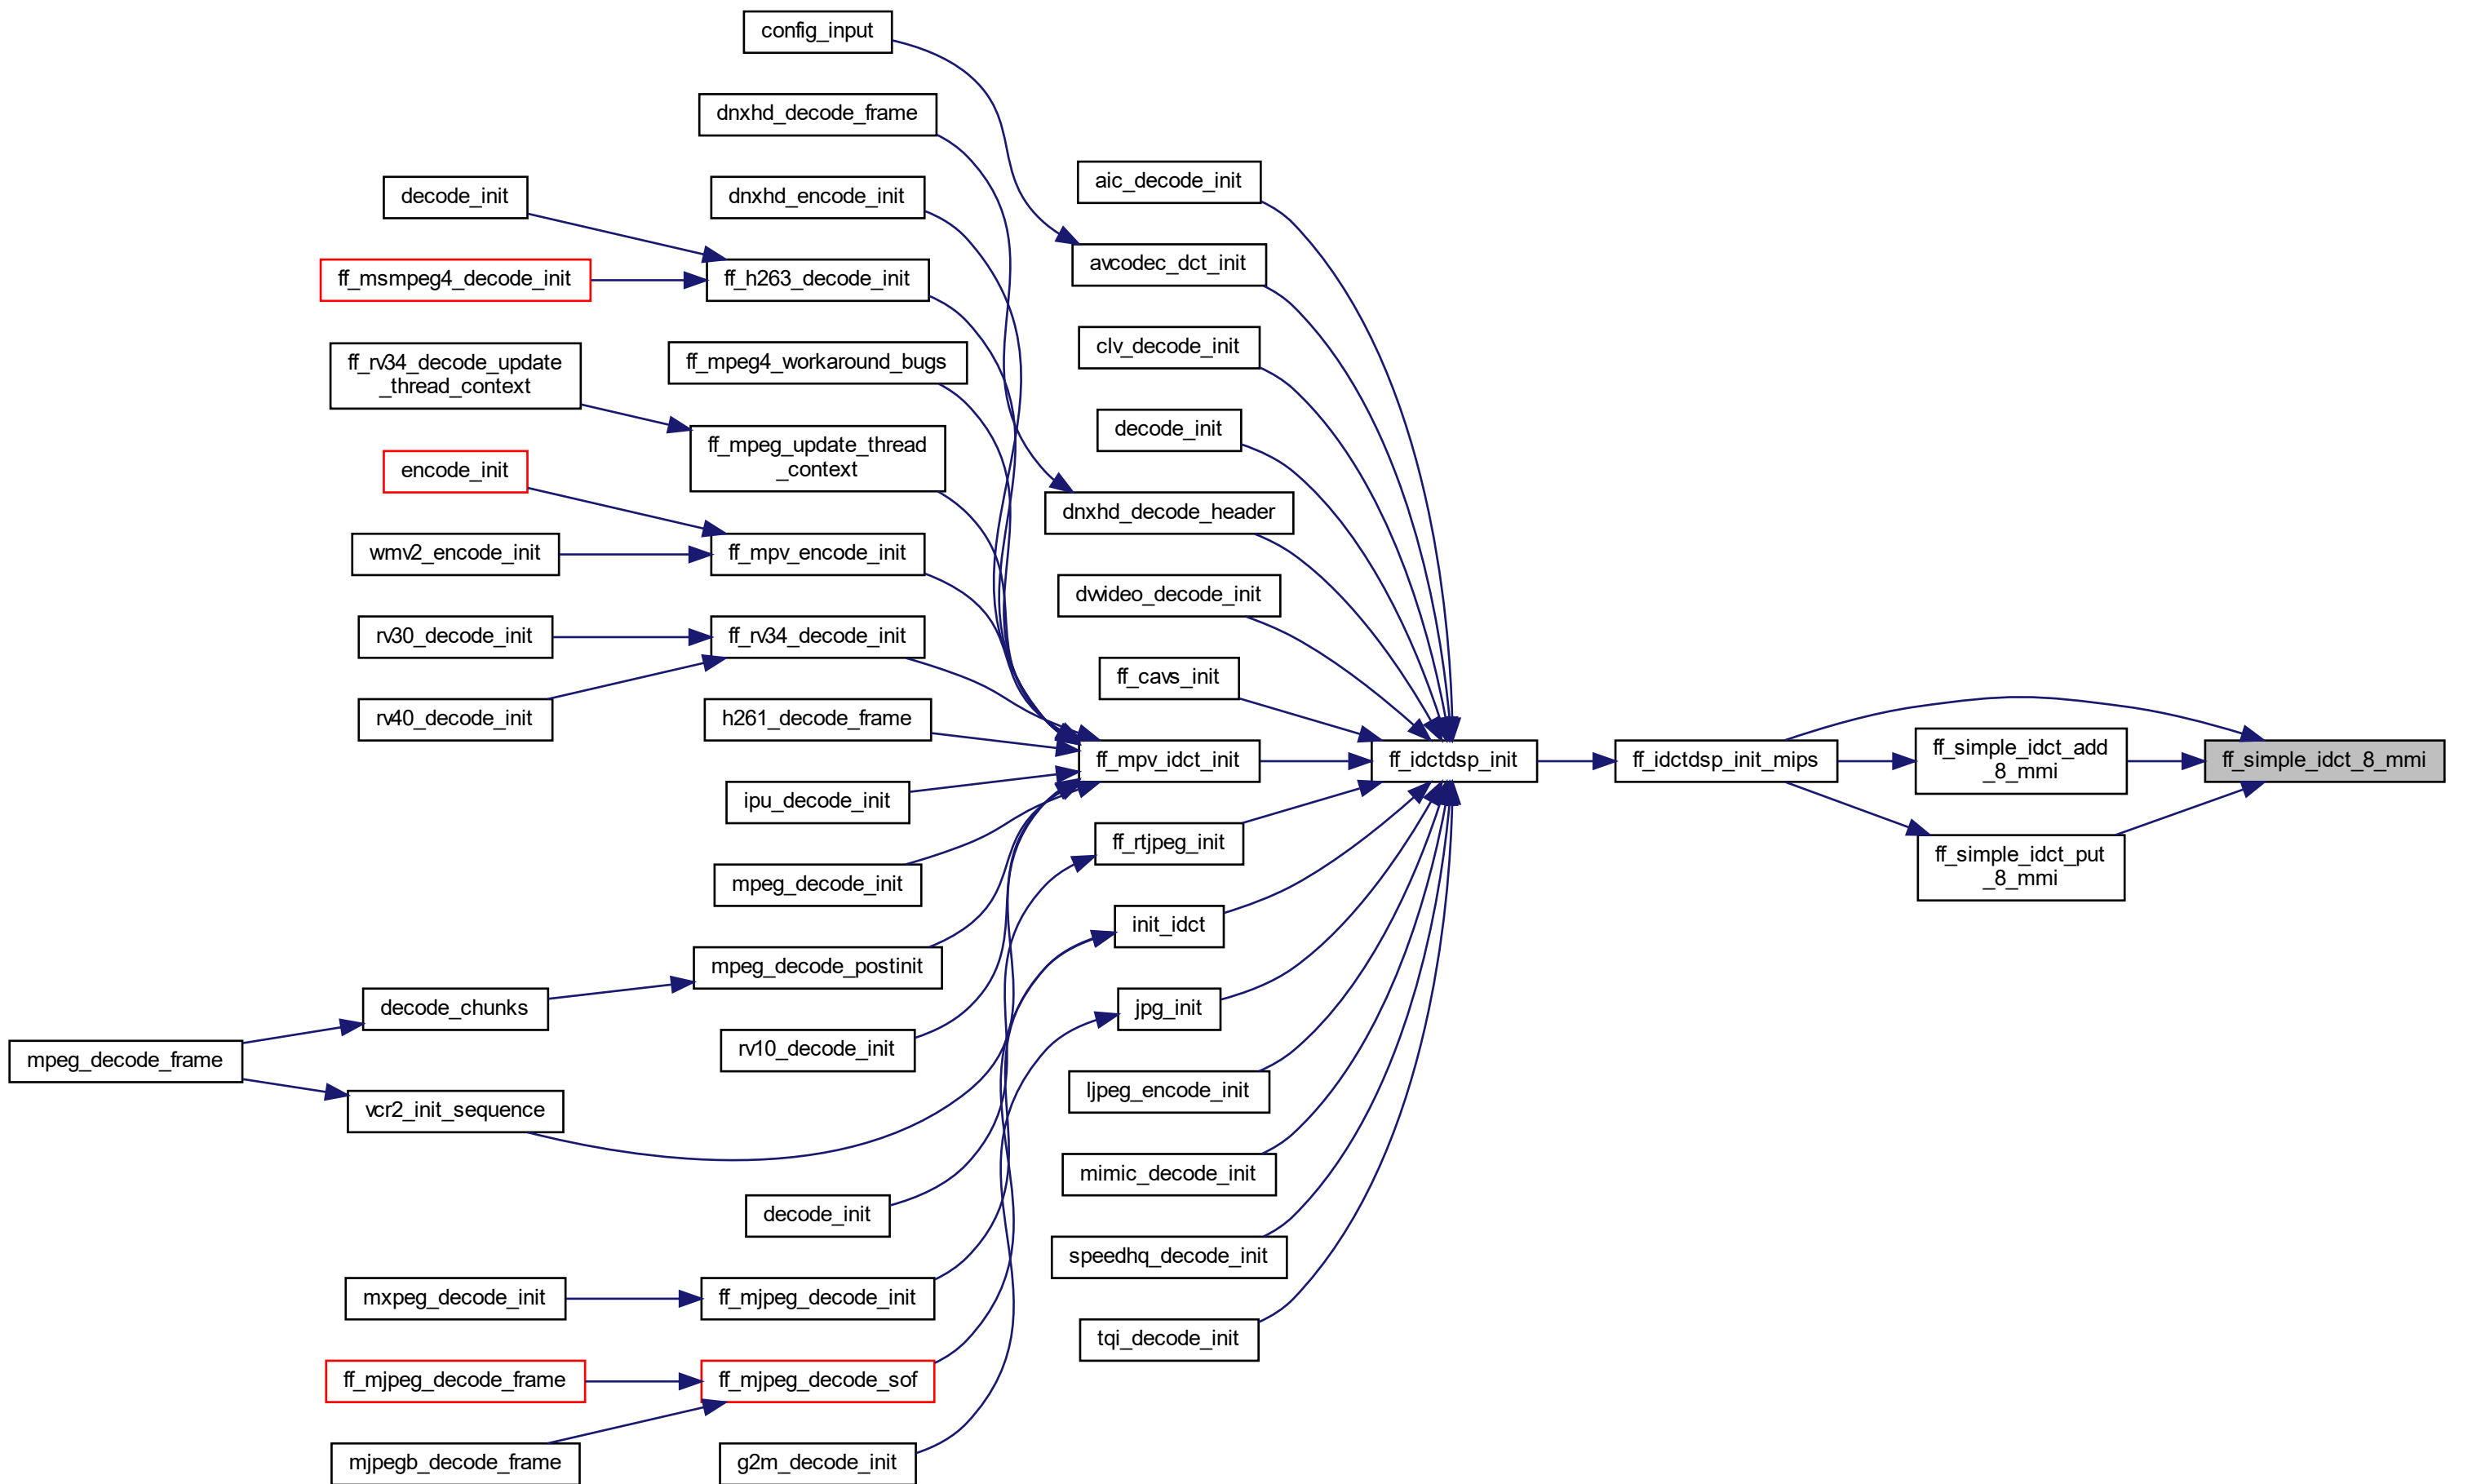 config_input
dnxhd_decode_frame
aic_decode_init
decode_init
dnxhd_encode_init
avcodec_dct_init
ff_msmpeg4_decode_init
ff_h263_decode_init
clv_decode_init
ff_rv34_decode_update
_thread_context
ff_mpeg4_workaround_bugs
decode_init
ff_mpeg_update_thread
_context
encode_init
dnxhd_decode_header
wmv2_encode_init
ff_mpv_encode_init
dvvideo_decode_init
rv30_decode_init
ff_rv34_decode_init
ff_cavs_init
rv40_decode_init
h261_decode_frame
ff_mpv_idct_init
ff_idctdsp_init
ff_idctdsp_init_mips
ff_simple_idct_add
_8_mmi
ff_simple_idct_8_mmi
ipu_decode_init
ff_rtjpeg_init
ff_simple_idct_put
_8_mmi
mpeg_decode_init
init_idct
mpeg_decode_postinit
decode_chunks
jpg_init
mpeg_decode_frame
rv10_decode_init
ljpeg_encode_init
vcr2_init_sequence
mimic_decode_init
decode_init
speedhq_decode_init
mxpeg_decode_init
ff_mjpeg_decode_init
tqi_decode_init
ff_mjpeg_decode_frame
ff_mjpeg_decode_sof
mjpegb_decode_frame
g2m_decode_init